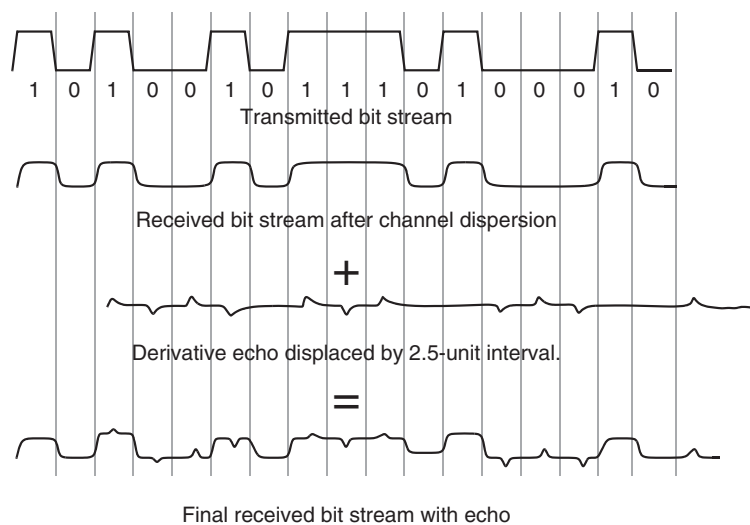 1 0 1 0 0 1 0 1 1 1 0 1 0 0 0 1 0
Transmitted bit stream
Received bit stream after channel dispersion
+
Derivative echo displaced by 2.5-unit interval.
=
Final received bit stream with echo